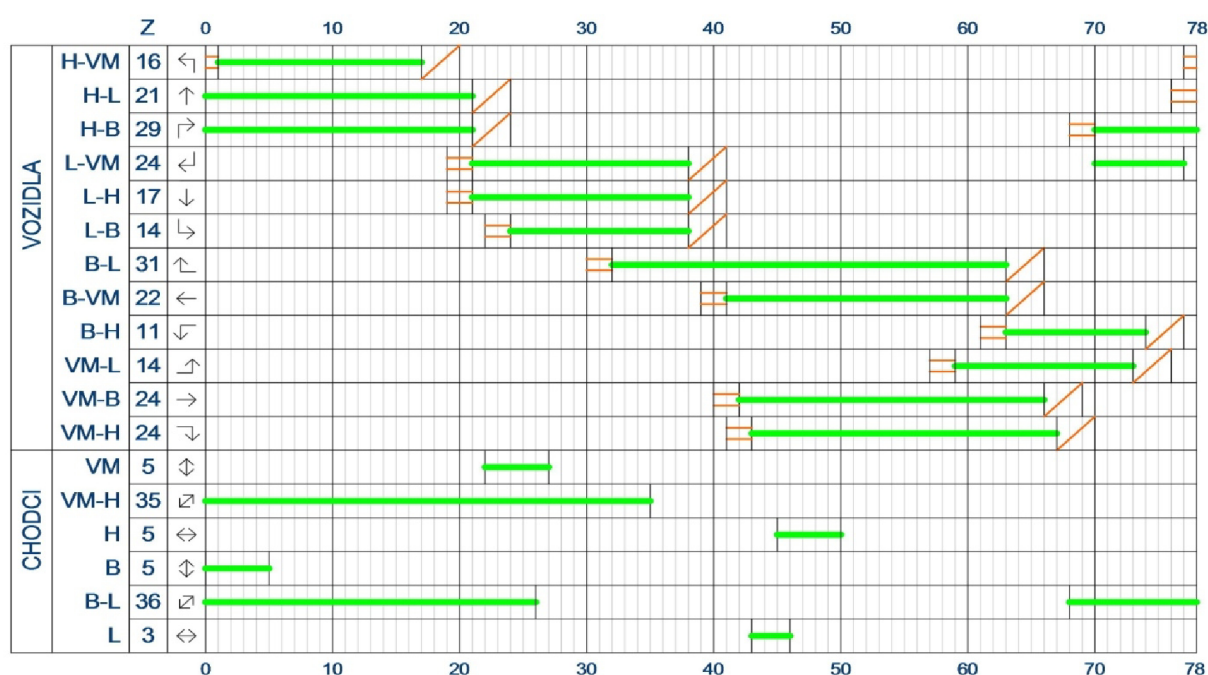 Z 0 10 20 30 40 50 60 70 78
VOZIDLA
H-VM 16
H-L 21
H-B 29
L-VM 24
L-H 17
L-B 14
B-L 31
B-VM 22
B-H 11
VM-L 14
VM-B 24
VM-H 24
CHODCI
VM 5
VM-H 35
H 5
B 5
B-L 36
L 3
0 10 20 30 40 50 60 70 78